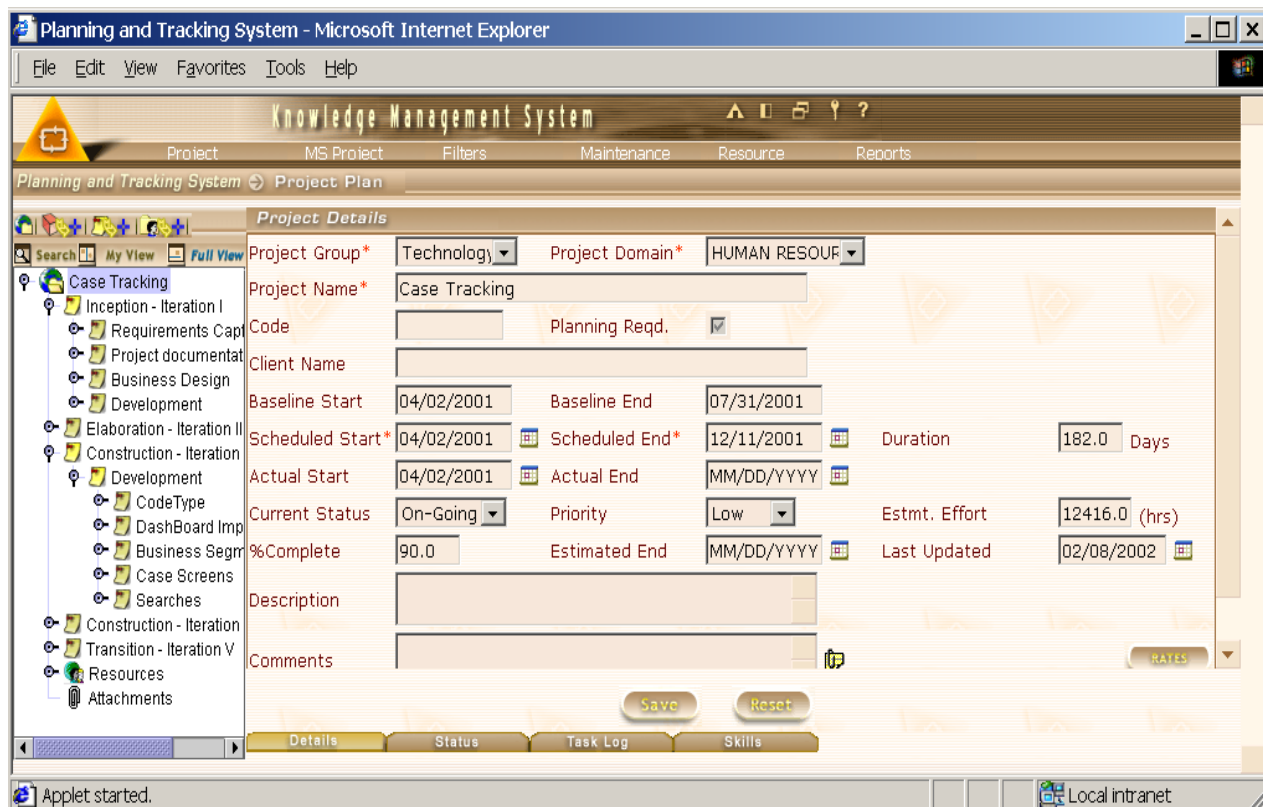 Planning and Tracking System - Microsoft Internet Explorer
File Edit View Favorites Tools Help
Knowledge Management System ?
Project MS Project Filters Maintenance Resource Reports
Planning and Tracking System Project Plan
Project Details
Search My View Full View
Case Tracking
Inception - Iteration I
Requirements Capt
Project documentat
Business Design
Development
Elaboration - Iteration II
Construction - Iteration
Development
CodeType
DashBoard Imp
Business Segm
Case Screens
Searches
Construction - Iteration
Transition - Iteration V
Resources
Attachments
Project Group* Technology Project Domain* HUMAN RESOUR
Project Name* Case Tracking
Code Planning Reqd.
Client Name
Baseline Start 04/02/2001 Baseline End 07/31/2001
Scheduled Start* 04/02/2001 Scheduled End* 12/11/2001 Duration 182.0 Days
Actual Start 04/02/2001 Actual End MM/DD/YYYY
Current Status On-Going Priority Low Estmt. Effort 12416.0 (hrs)
%Complete 90.0 Estimated End MM/DD/YYYY Last Updated 02/08/2002
Description
Comments
RATES
Save Reset
Details Status Task Log Skills
Applet started. Local intranet